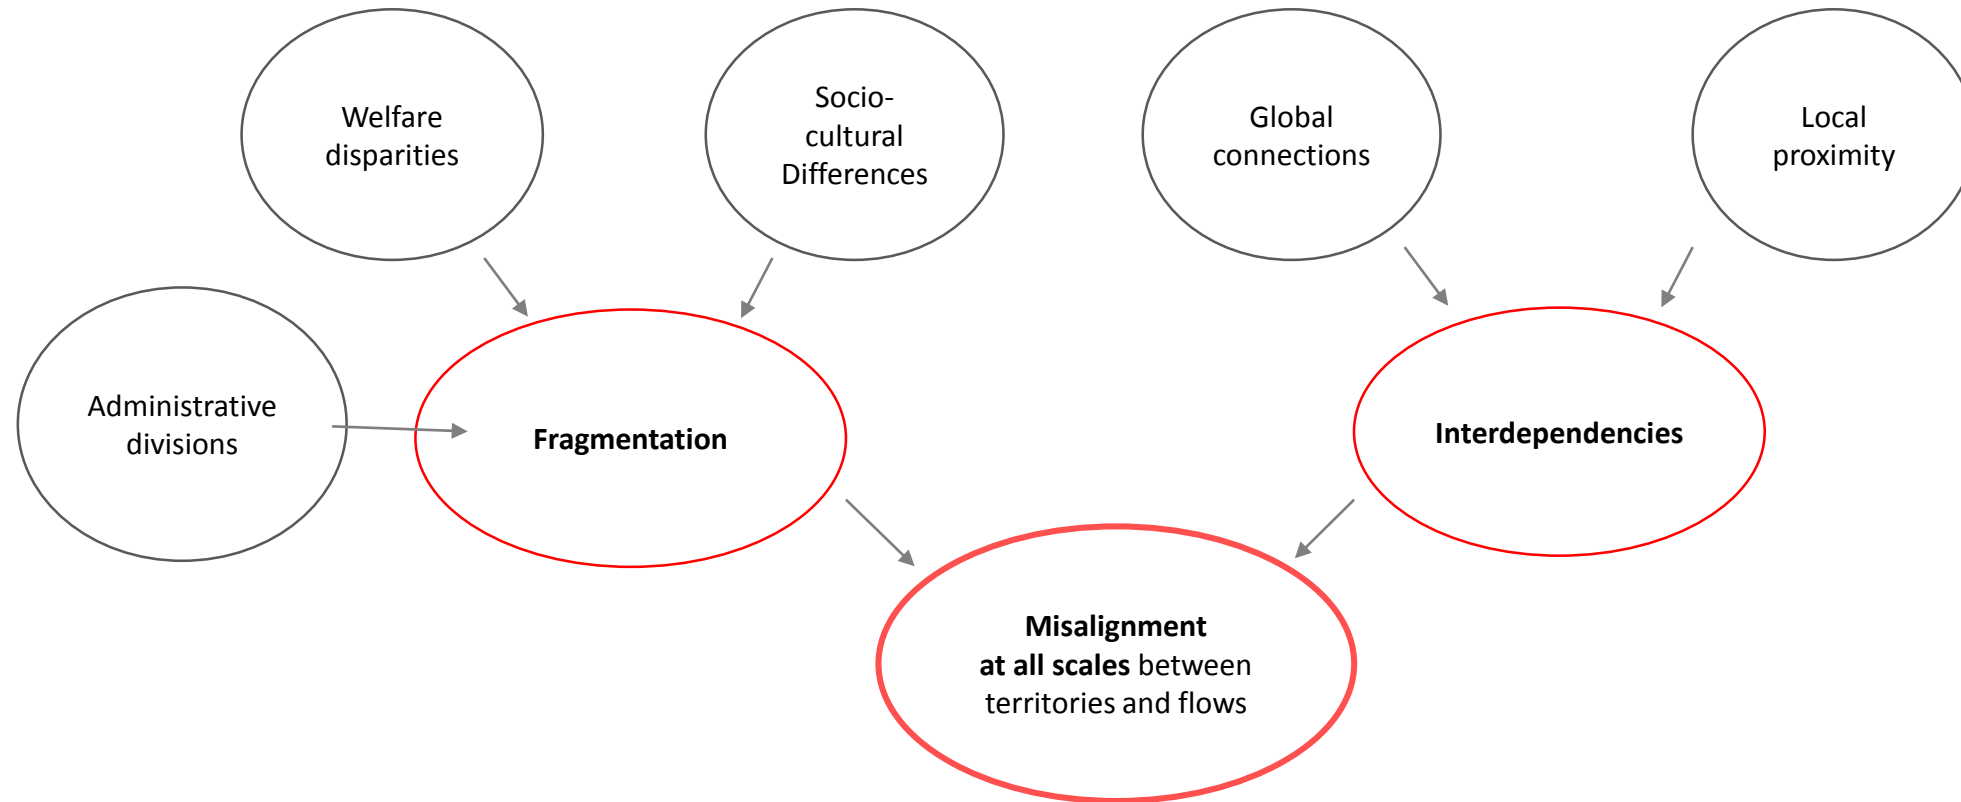 Welfare
disparities
Socio-
cultural
Differences
Global
connections
Local
proximity
Administrative
divisions
Fragmentation
Interdependencies
Misalignment
at all scales between
territories and flows